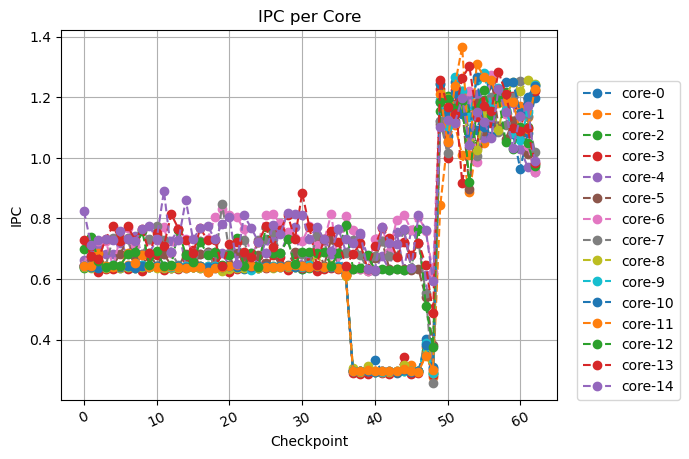 IPC per Core
1.4
1.2
1.0
0.8
0.6
0.4
IPC
0
10
20
30
40
50
60
Checkpoint
core-0
core-1
core-2
core-3
core-4
core-5
core-6
core-7
core-8
core-9
core-10
core-11
core-12
core-13
core-14